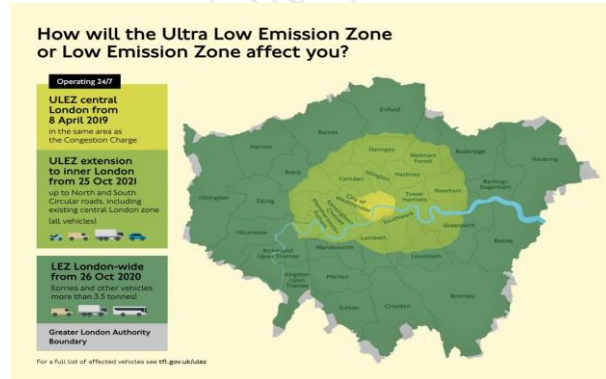 How will the Ultra Low Emission Zone
or Low Emission Zone affect you?
Operating 24/7
ULEZ central
London from
8 April 2019
in the same area as
the Congestion Charge
ULEZ extension
to inner London
from 25 Oct 2021
up to North and South
Circular roads, including
existing central London zone
(all vehicles)
LEZ London-wide
from 26 Oct 2020
(lorries and other vehicles
more than 3.5 tonnes)
Greater London Authority
Boundary
For a full list of affected vehicles see tfl.gov.uk/ulez
Enfield
Barnet
Harrow
Haringey
Waltham
Forest
Redbridge
Havering
Brent
Camden
Islington
Hackney
Barking &
Dagenham
Hillingdon
Ealing
City of
Westminster
Tower
Hamlets
Newham
Kensington
& Chelsea
Hammersmith
& Fulham
Southwark
Greenwich
Hounslow
Richmond
Upon Thames
Wandsworth
Lambeth
Lewisham
Bexley
Kingston
Upon
Thames
Merton
Sutton
Croydon
Bromley